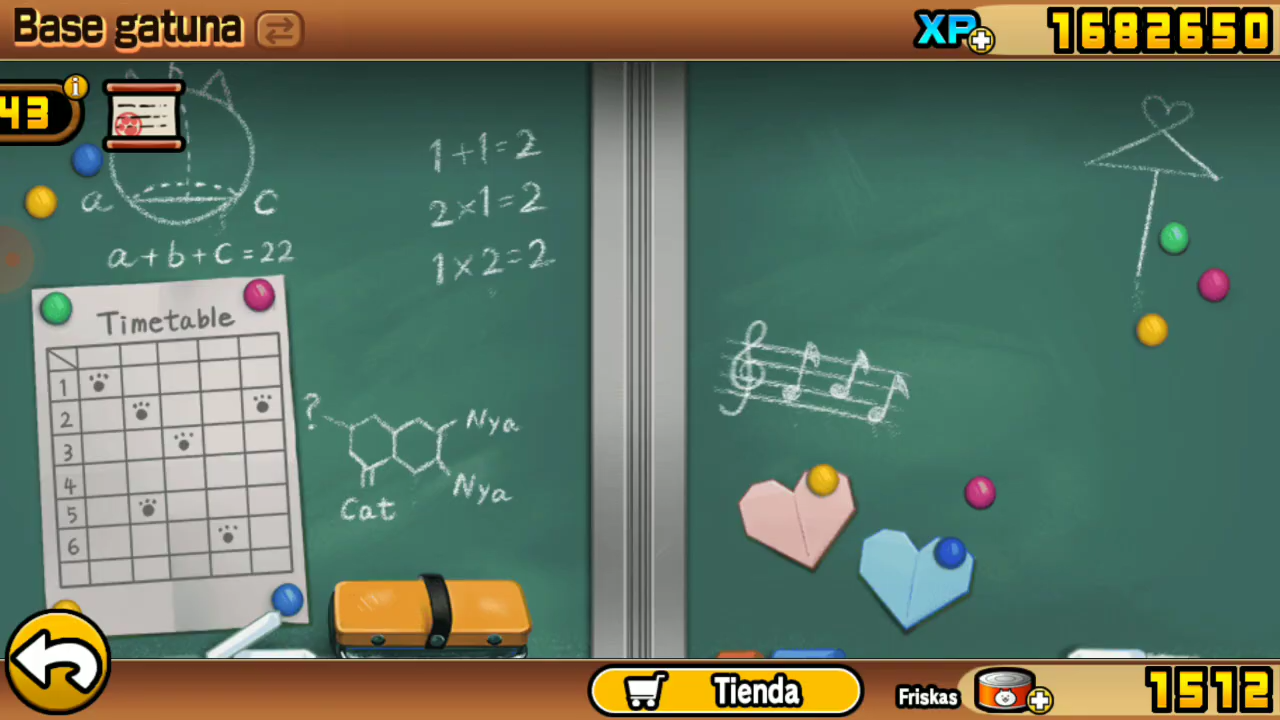 Base gatuna
XP
1682650
43
i
a
b
c
a+b+c=22
1+1=2
2×1=2
1×2=2
Timetable
1
2
3
4
5
6
?
Nya
Nya
Cat
Tienda
Friskas
1512